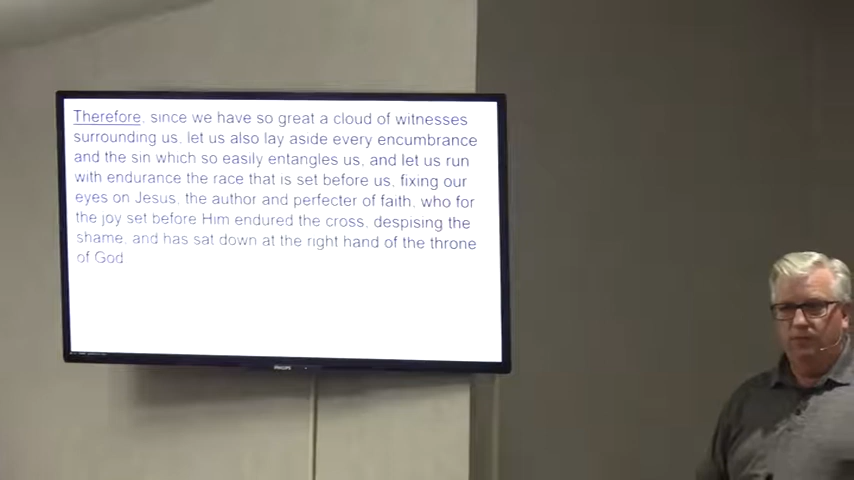 Therefore, since we have so great a cloud of witnesses
surrounding us, let us also lay aside every encumbrance
and the sin which so easily entangles us, and let us run
with endurance the race that is set before us, fixing our
eyes on Jesus, the author and perfecter of faith, who for
the joy set before Him endured the cross, despising the
shame, and has sat down at the right hand of the throne
of God
PHILIPS